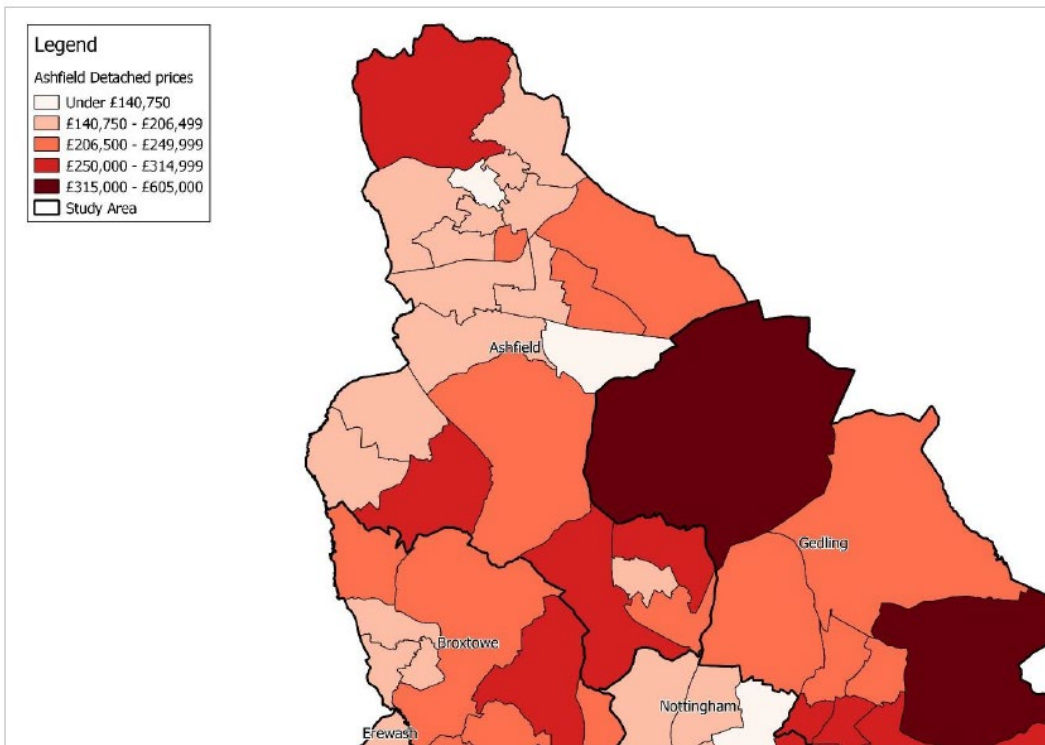 Legend
Ashfield Detached prices
Under £140,750
£140,750 - £206,499
£206,500 - £249,999
£250,000 - £314,999
£315,000 - £605,000
Study Area
Ashfield
Gedling
Broxtowe
Nottingham
Erewash